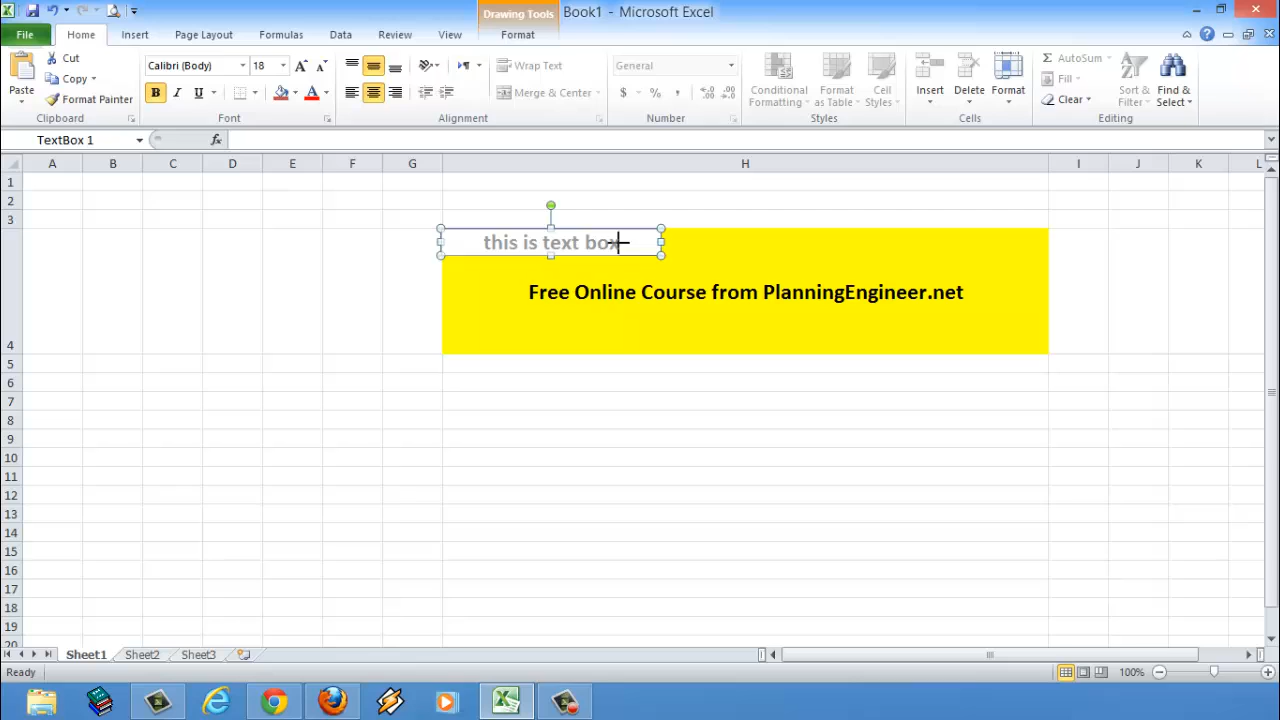 Drawing Tools
Book1 - Microsoft Excel
File Home Insert Page Layout Formulas Data Review View Format
Cut
Copy
Format Painter
Paste
Clipboard
Calibri (Body) 18
B I U
Font
Wrap Text
Merge & Center
Alignment
General
$ % ,
Number
Conditional Formatting
Format as Table
Cell Styles
Styles
Insert Delete Format
Cells
AutoSum
Fill
Clear
Sort & Filter
Find & Select
Editing
TextBox 1
fx
A B C D E F G H I J K L
1
2
3
this is text box
Free Online Course from PlanningEngineer.net
4
5
6
7
8
9
10
11
12
13
14
15
16
17
18
19
20
Sheet1 Sheet2 Sheet3
Ready
100%